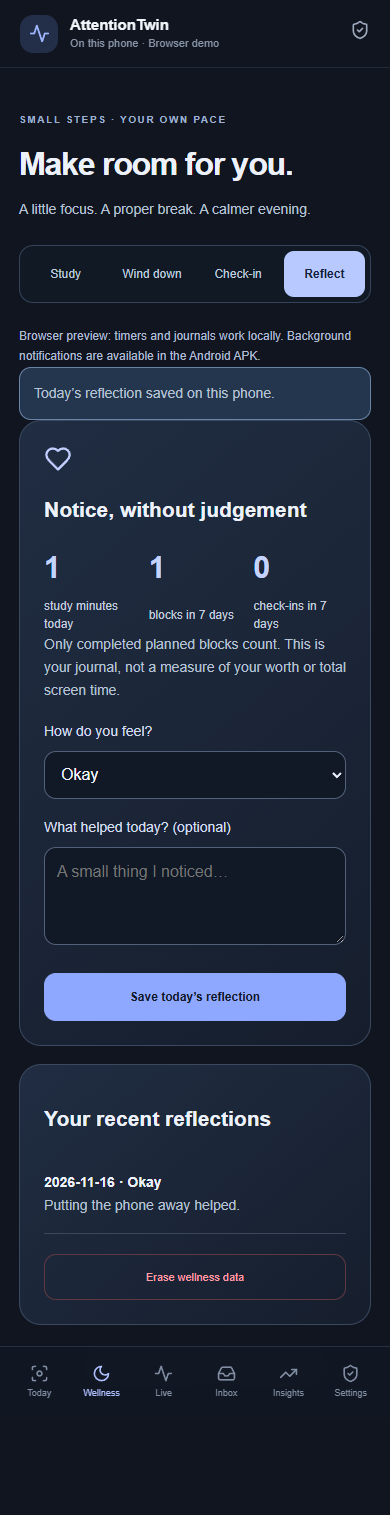 AttentionTwin
On this phone · Browser demo
SMALL STEPS · YOUR OWN PACE
Make room for you.
A little focus. A proper break. A calmer evening.
Study Wind down Check-in Reflect
Browser preview: timers and journals work locally. Background
notifications are available in the Android APK.
Today’s reflection saved on this phone.
Notice, without judgement
1 1 0
study minutes today
blocks in 7 days
check-ins in 7 days
Only completed planned blocks count. This is
your journal, not a measure of your worth or total
screen time.
How do you feel?
Okay
What helped today? (optional)
A small thing I noticed…
Save today’s reflection
Your recent reflections
2026-11-16 · Okay
Putting the phone away helped.
Erase wellness data
Today Wellness Live Inbox Insights Settings